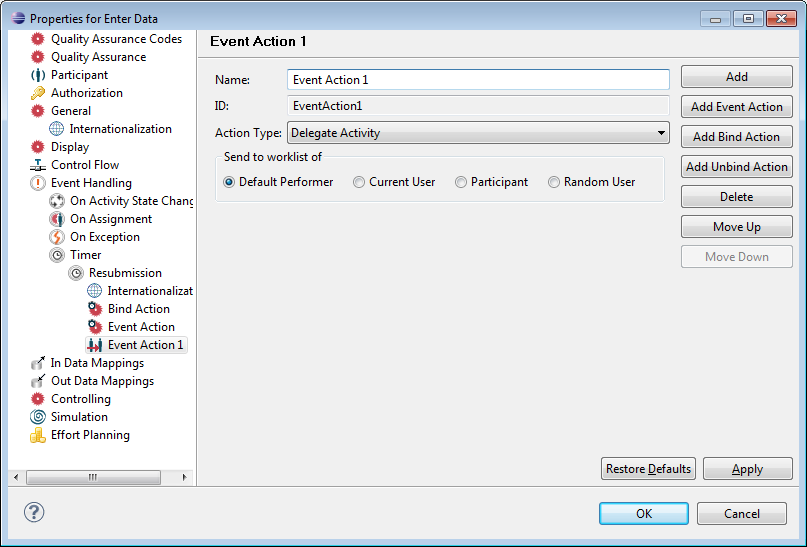 Properties for Enter Data
Quality Assurance Codes
Quality Assurance
Participant
Authorization
General
Internationalization
Display
Control Flow
Event Handling
On Activity State Chang
On Assignment
On Exception
Timer
Resubmission
Internationalizat
Bind Action
Event Action
Event Action 1
In Data Mappings
Out Data Mappings
Controlling
Simulation
Effort Planning
Event Action 1
Name: Event Action 1
ID: EventAction1
Action Type: Delegate Activity
Send to worklist of
Default Performer Current User Participant Random User
Add
Add Event Action
Add Bind Action
Add Unbind Action
Delete
Move Up
Move Down
Restore Defaults Apply
? OK Cancel